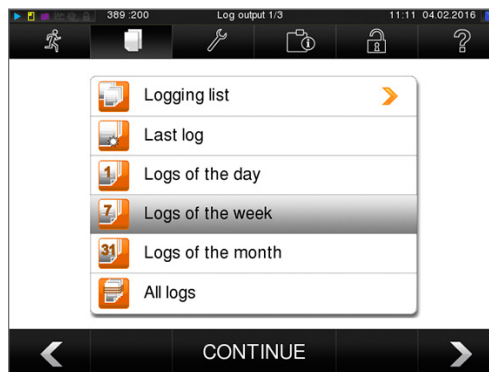 389 :200 Log output 1/3 11:11 04.02.2016
Logging list
Last log
1 Logs of the day
7 Logs of the week
31 Logs of the month
All logs
CONTINUE